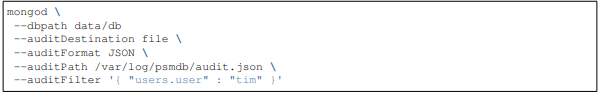 mongod \
--dbpath data/db
--auditDestination file \
--auditFormat JSON \
--auditPath /var/log/psmdb/audit.json \
--auditFilter '{ "users.user" : "tim" }'